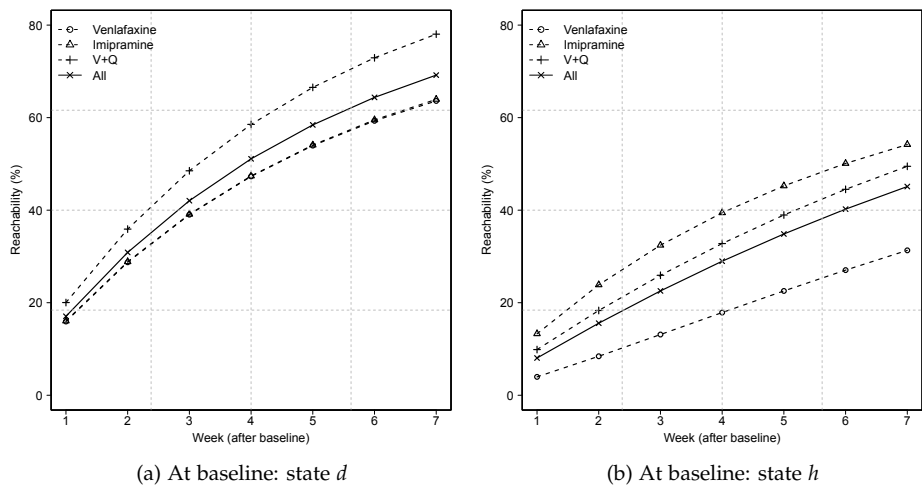 80
60
40
20
0
Reachability (%)
Venlafaxine
Imipramine
V+Q
All
1 2 3 4 5 6 7
Week (after baseline)
(a) At baseline: state d
80
60
40
20
0
Reachability (%)
Venlafaxine
Imipramine
V+Q
All
1 2 3 4 5 6 7
Week (after baseline)
(b) At baseline: state h